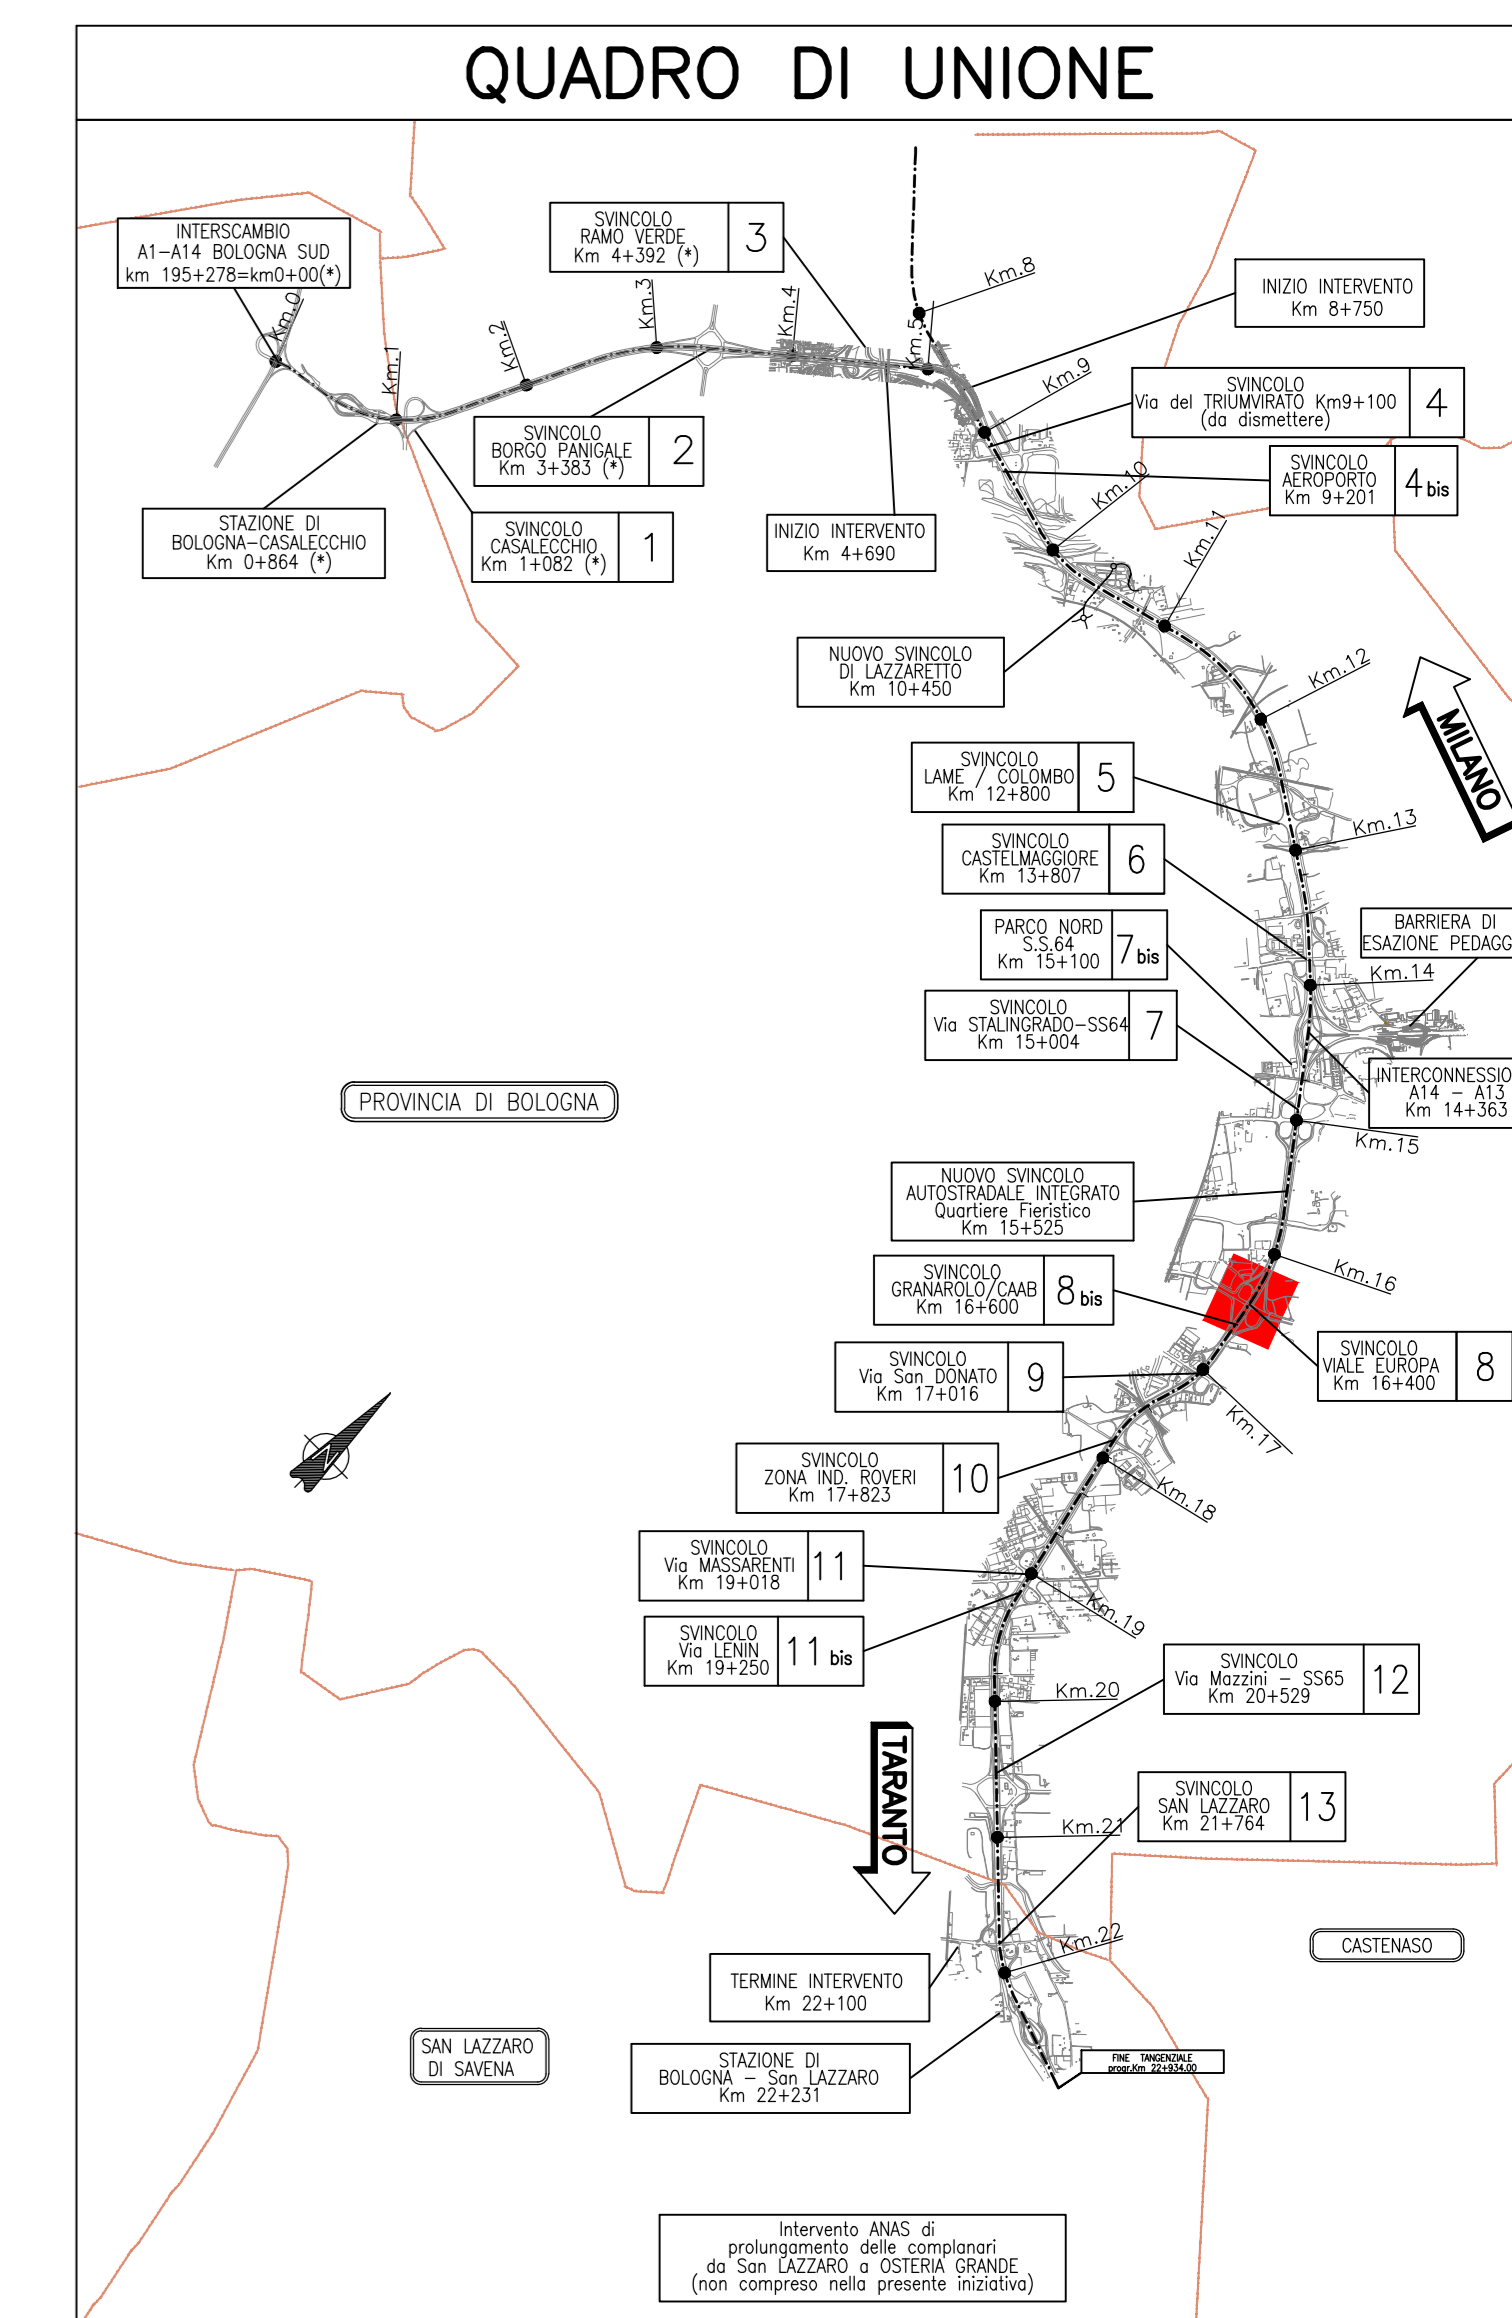 QUADRO DI UNIONE
INTERSCAMBIO
A1-A14 BOLOGNA SUD
km 195+278=km0+00(*)
SVINCOLO
RAMO VERDE
Km 4+392 (*)
3
Km.8
INIZIO INTERVENTO
Km 8+750
Km.0
Km.1
Km.2
Km.3
Km.4
Km.5
Km.9
SVINCOLO
Via del TRIUMVIRATO Km9+100
(da dismettere)
4
SVINCOLO
BORGO PANIGALE
Km 3+383 (*)
2
SVINCOLO
AEROPORTO
Km 9+201
4 bis
Km.10
STAZIONE DI
BOLOGNA-CASALECCHIO
Km 0+864 (*)
SVINCOLO
CASALECCHIO
Km 1+082 (*)
1
INIZIO INTERVENTO
Km 4+690
Km.11
NUOVO SVINCOLO
DI LAZZARETTO
Km 10+450
Km.12
MILANO
SVINCOLO
LAME / COLOMBO
Km 12+800
5
Km.13
SVINCOLO
CASTELMAGGIORE
Km 13+807
6
PARCO NORD
S.S.64
Km 15+100
7 bis
BARRIERA DI
ESAZIONE PEDAGG
Km.14
SVINCOLO
Via STALINGRADO-SS64
Km 15+004
7
INTERCONNESSIO
A14 - A13
Km 14+363
PROVINCIA DI BOLOGNA
Km.15
NUOVO SVINCOLO
AUTOSTRADALE INTEGRATO
Quartiere Fieristico
Km 15+525
Km.16
SVINCOLO
GRANAROLO/CAAB
Km 16+600
8 bis
SVINCOLO
VIALE EUROPA
Km 16+400
8
SVINCOLO
Via San DONATO
Km 17+016
9
Km.17
SVINCOLO
ZONA IND. ROVERI
Km 17+823
10
Km.18
SVINCOLO
Via MASSARENTI
Km 19+018
11
Km.19
SVINCOLO
Via LENIN
Km 19+250
11 bis
SVINCOLO
Via Mazzini - SS65
Km 20+529
12
Km.20
TARANTO
SVINCOLO
SAN LAZZARO
Km 21+764
13
Km.21
Km.22
CASTENASO
TERMINE INTERVENTO
Km 22+100
SAN LAZZARO
DI SAVENA
STAZIONE DI
BOLOGNA - San LAZZARO
Km 22+231
FINE TANGENZIALE
progr.Km 22+934.00
Intervento ANAS di
prolungamento delle complanari
da San LAZZARO a OSTERIA GRANDE
(non compreso nella presente iniziativa)